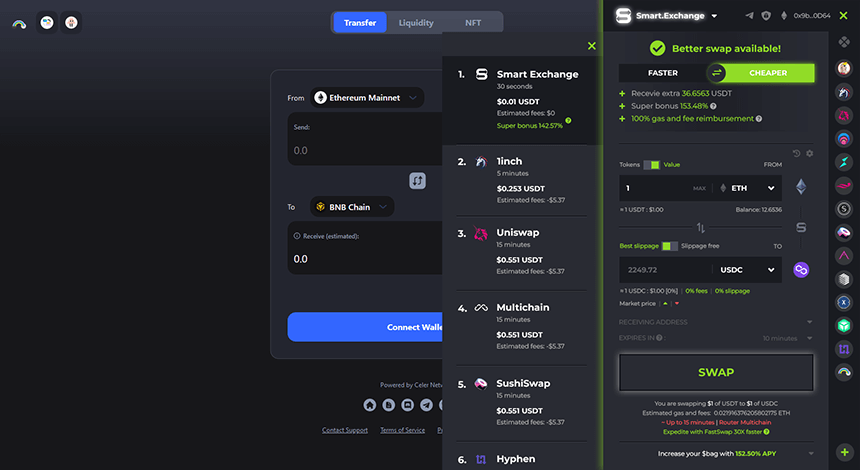 Transfer
Liquidity
NFT
From
Ethereum Mainnet
Send:
0.0
To
BNB Chain
Receive (estimated):
0.0
Connect Walle
Powered by Celer Netw
Contact Support
Terms of Service
P
1.
Smart Exchange
30 seconds
$0.01 USDT
Estimated fees: $0
Super bonus 142.57% ?
2.
1inch
5 minutes
$0.253 USDT
Estimated fees: -$5.37
3.
Uniswap
15 minutes
$0.551 USDT
Estimated fees: -$5.37
4.
Multichain
15 minutes
$0.551 USDT
Estimated fees: -$5.37
5.
SushiSwap
15 minutes
$0.551 USDT
Estimated fees: -$5.37
6.
Hyphen
Smart.Exchange
0x9b...0D64
Better swap available!
FASTER
CHEAPER
+ Recevie extra 36.6563 USDT
+ Super bonus 153.48% ?
+ 100% gas and fee reimbursement ?
Tokens
Value
FROM
1
MAX
ETH
≈ 1 USDT : $1.00
Balance: 12.6536
Best slippage
Slippage free
TO
2249.72
USDC
≈ 1 USDC : $1.00 [0%] | 0% fees | 0% slippage
Market price
RECEIVING ADDRESS
EXPIRES IN ? :
10 minutes
SWAP
You are swapping $1 of USDT to $1 of USDC
Estimated gas and fees: 0.021916376205802175 ETH
~ Up to 15 minutes | Router Multichain
Expedite with FastSwap 30X faster ?
Increase your $bag with 152.50% APY